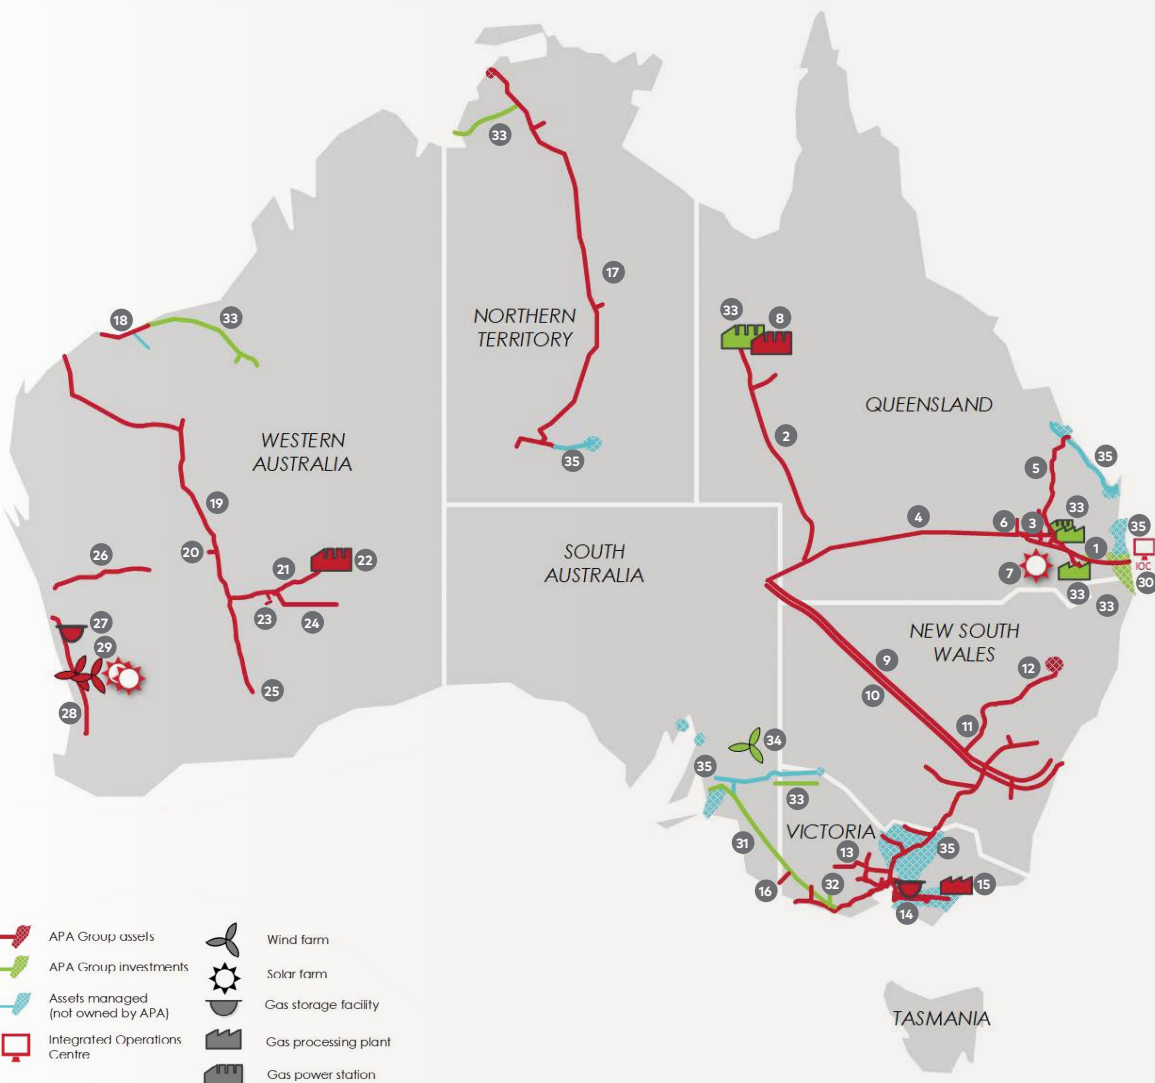 33
17
NORTHERN
TERRITORY
33
8
18
33
QUEENSLAND
WESTERN
AUSTRALIA
2
35
35
5
19
4
6
3
33
35
20
26
21
22
SOUTH
AUSTRALIA
1
IOC
7
33
30
33
23
24
27
29
NEW SOUTH
WALES
9
12
10
25
28
11
34
35
33
VICTORIA
31
13
35
16
32
15
14
APA Group assets
APA Group investments
Assets managed
(not owned by APA)
Integrated Operations
Centre
Wind farm
Solar farm
Gas storage facility
Gas processing plant
Gas power station
TASMANIA